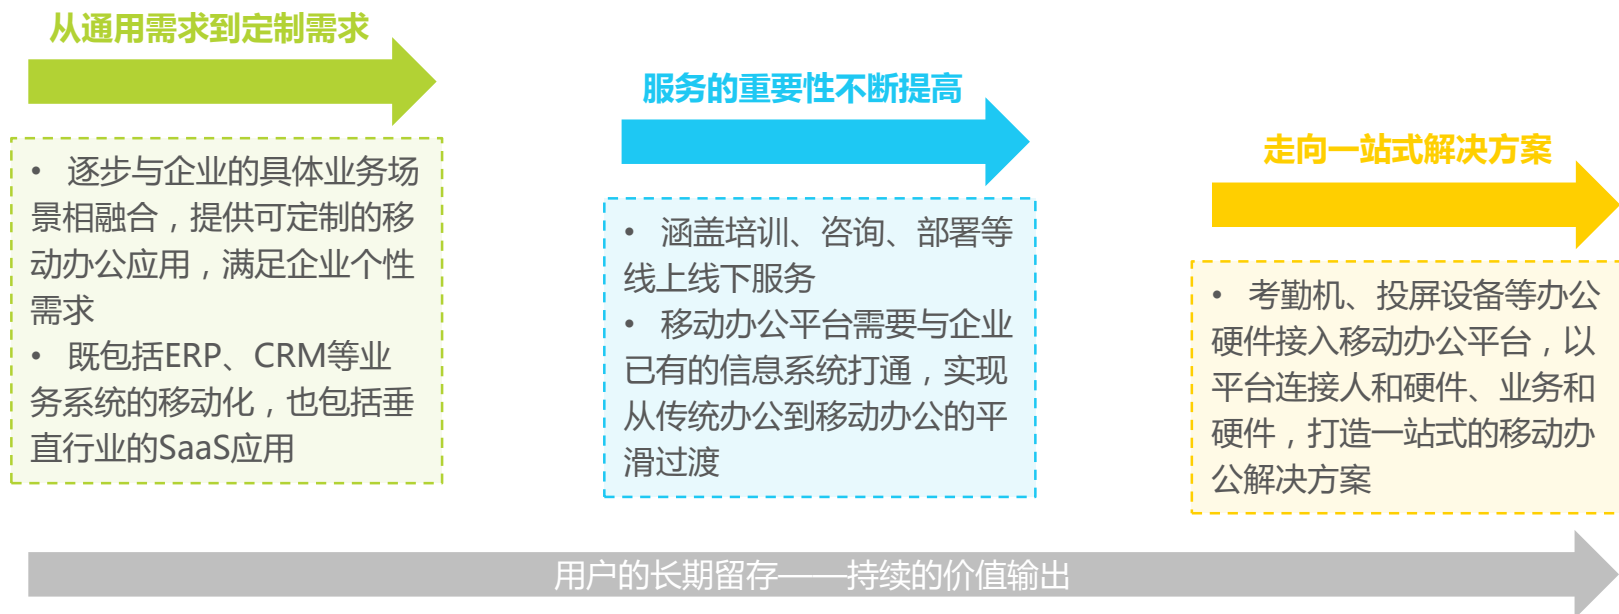 从通用需求到定制需求
• 逐步与企业的具体业务场
景相融合，提供可定制的移
动办公应用，满足企业个性
需求
• 既包括ERP、CRM等业
务系统的移动化，也包括垂
直行业的SaaS应用
服务的重要性不断提高
• 涵盖培训、咨询、部署等
线上线下服务
• 移动办公平台需要与企业
已有的信息系统打通，实现
从传统办公到移动办公的平
滑过渡
走向一站式解决方案
• 考勤机、投屏设备等办公
硬件接入移动办公平台，以
平台连接人和硬件、业务和
硬件，打造一站式的移动办
公解决方案
用户的长期留存——持续的价值输出